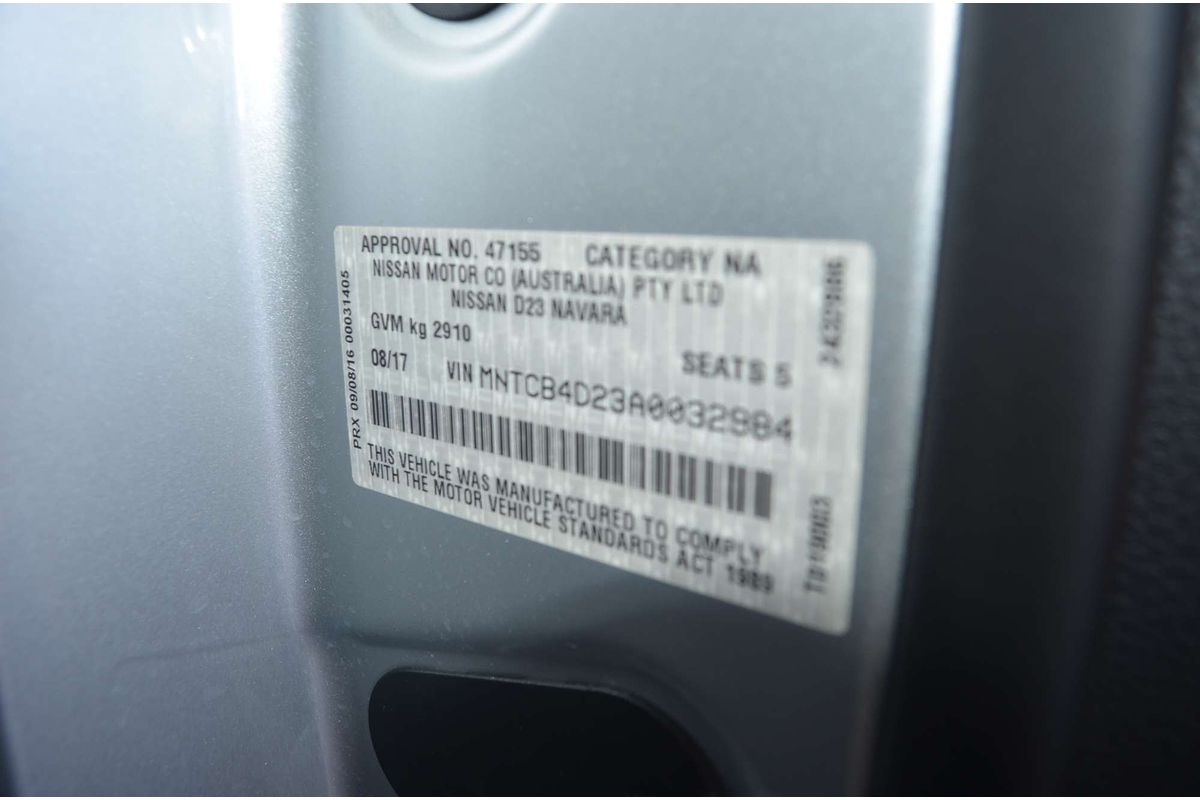 APPROVAL NO. 47155 CATEGORY NA
NISSAN MOTOR CO (AUSTRALIA) PTY LTD
NISSAN D23 NAVARA
GVM kg 2910
SEATS 5
08/17 VIN MNTCB4D23A0032984
THIS VEHICLE WAS MANUFACTURED TO COMPLY
WITH THE MOTOR VEHICLE STANDARDS ACT 1989
PRX 09/08/16 00031405